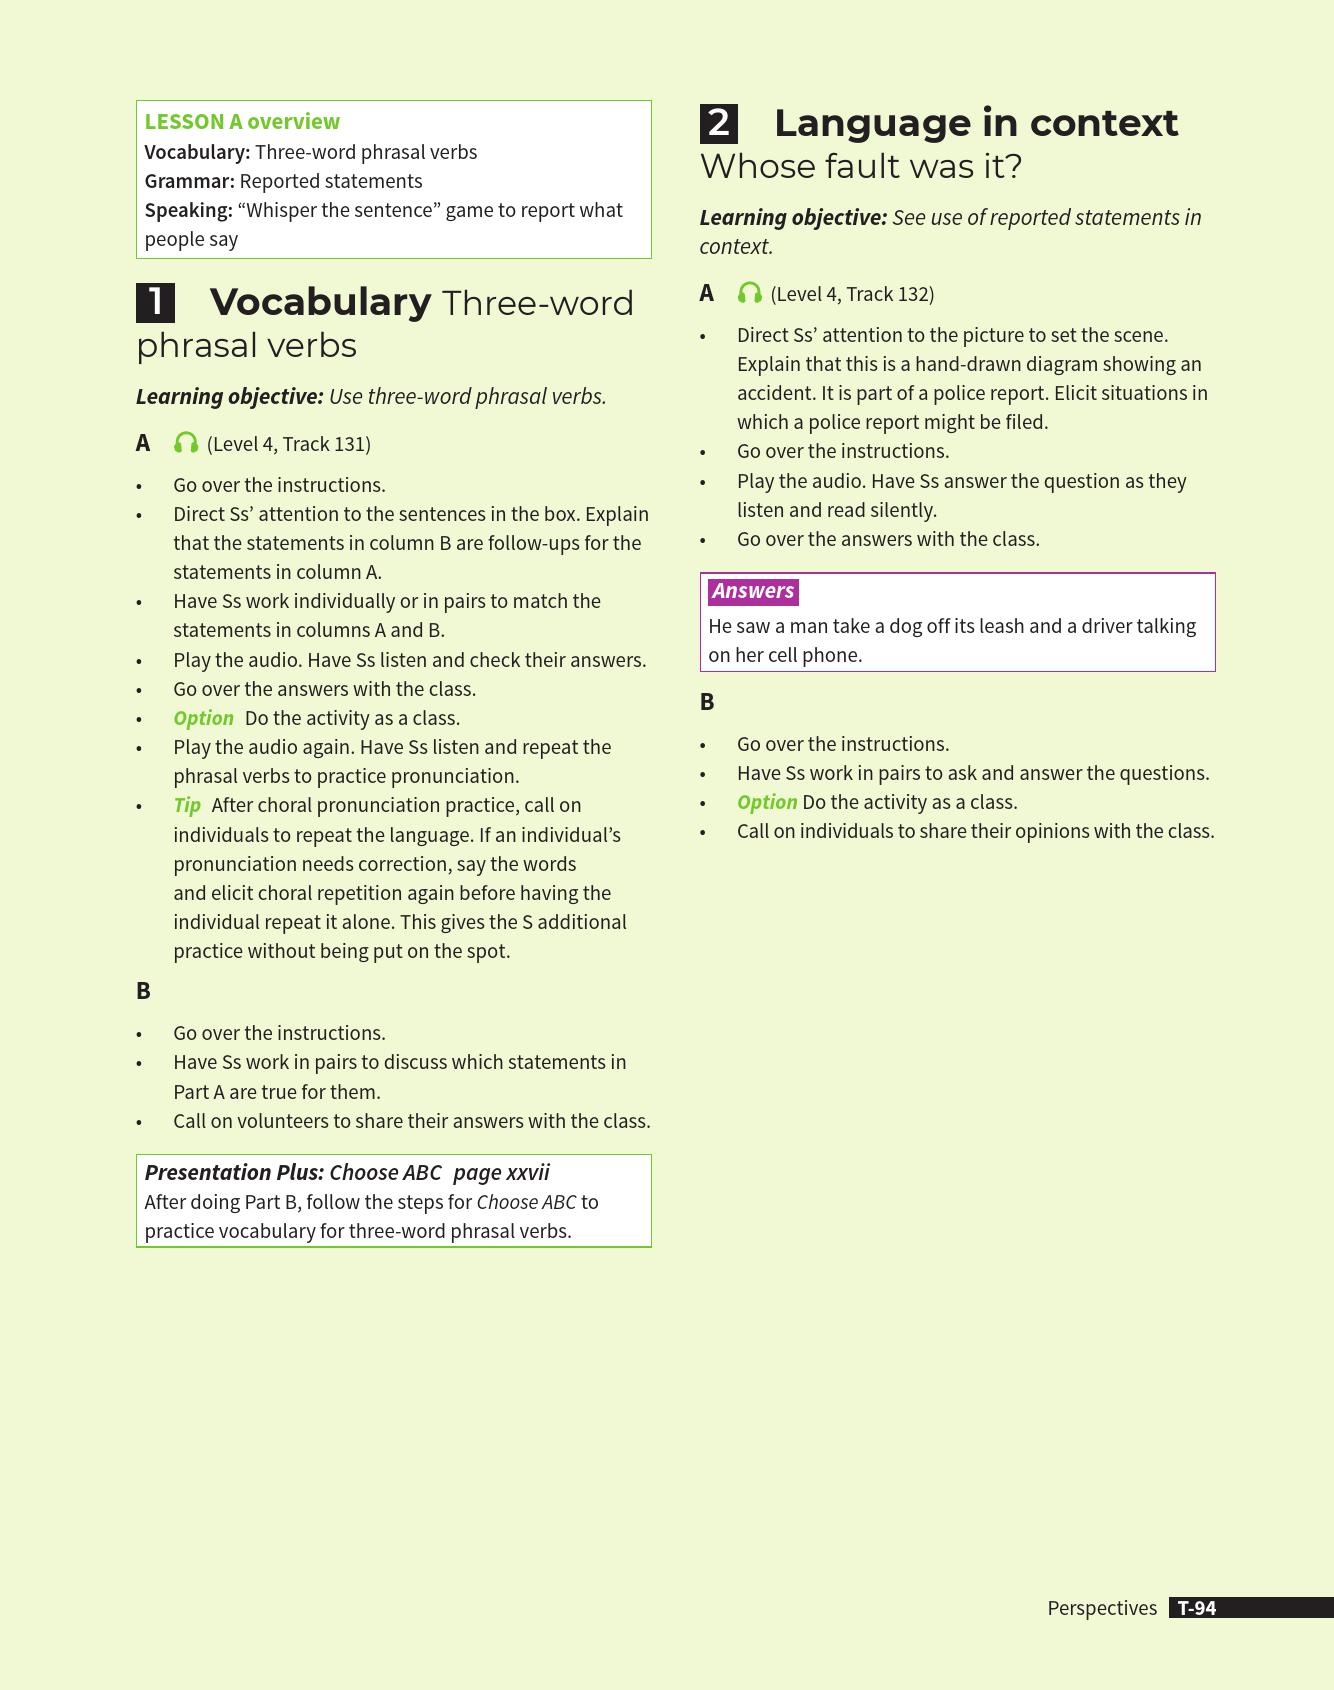 LESSON A overview
Vocabulary: Three-word phrasal verbs
Grammar: Reported statements
Speaking: “Whisper the sentence” game to report what
people say
1 Vocabulary Three-word
phrasal verbs
Learning objective: Use three-word phrasal verbs.
A (Level 4, Track 131)
• Go over the instructions.
• Direct Ss’ attention to the sentences in the box. Explain
that the statements in column B are follow-ups for the
statements in column A.
• Have Ss work individually or in pairs to match the
statements in columns A and B.
• Play the audio. Have Ss listen and check their answers.
• Go over the answers with the class.
• Option Do the activity as a class.
• Play the audio again. Have Ss listen and repeat the
phrasal verbs to practice pronunciation.
• Tip After choral pronunciation practice, call on
individuals to repeat the language. If an individual’s
pronunciation needs correction, say the words
and elicit choral repetition again before having the
individual repeat it alone. This gives the S additional
practice without being put on the spot.
B
• Go over the instructions.
• Have Ss work in pairs to discuss which statements in
Part A are true for them.
• Call on volunteers to share their answers with the class.
Presentation Plus: Choose ABC page xxvii
After doing Part B, follow the steps for Choose ABC to
practice vocabulary for three-word phrasal verbs.
2 Language in context
Whose fault was it?
Learning objective: See use of reported statements in
context.
A (Level 4, Track 132)
• Direct Ss’ attention to the picture to set the scene.
Explain that this is a hand-drawn diagram showing an
accident. It is part of a police report. Elicit situations in
which a police report might be filed.
• Go over the instructions.
• Play the audio. Have Ss answer the question as they
listen and read silently.
• Go over the answers with the class.
Answers
He saw a man take a dog off its leash and a driver talking
on her cell phone.
B
• Go over the instructions.
• Have Ss work in pairs to ask and answer the questions.
• Option Do the activity as a class.
• Call on individuals to share their opinions with the class.
Perspectives T-94